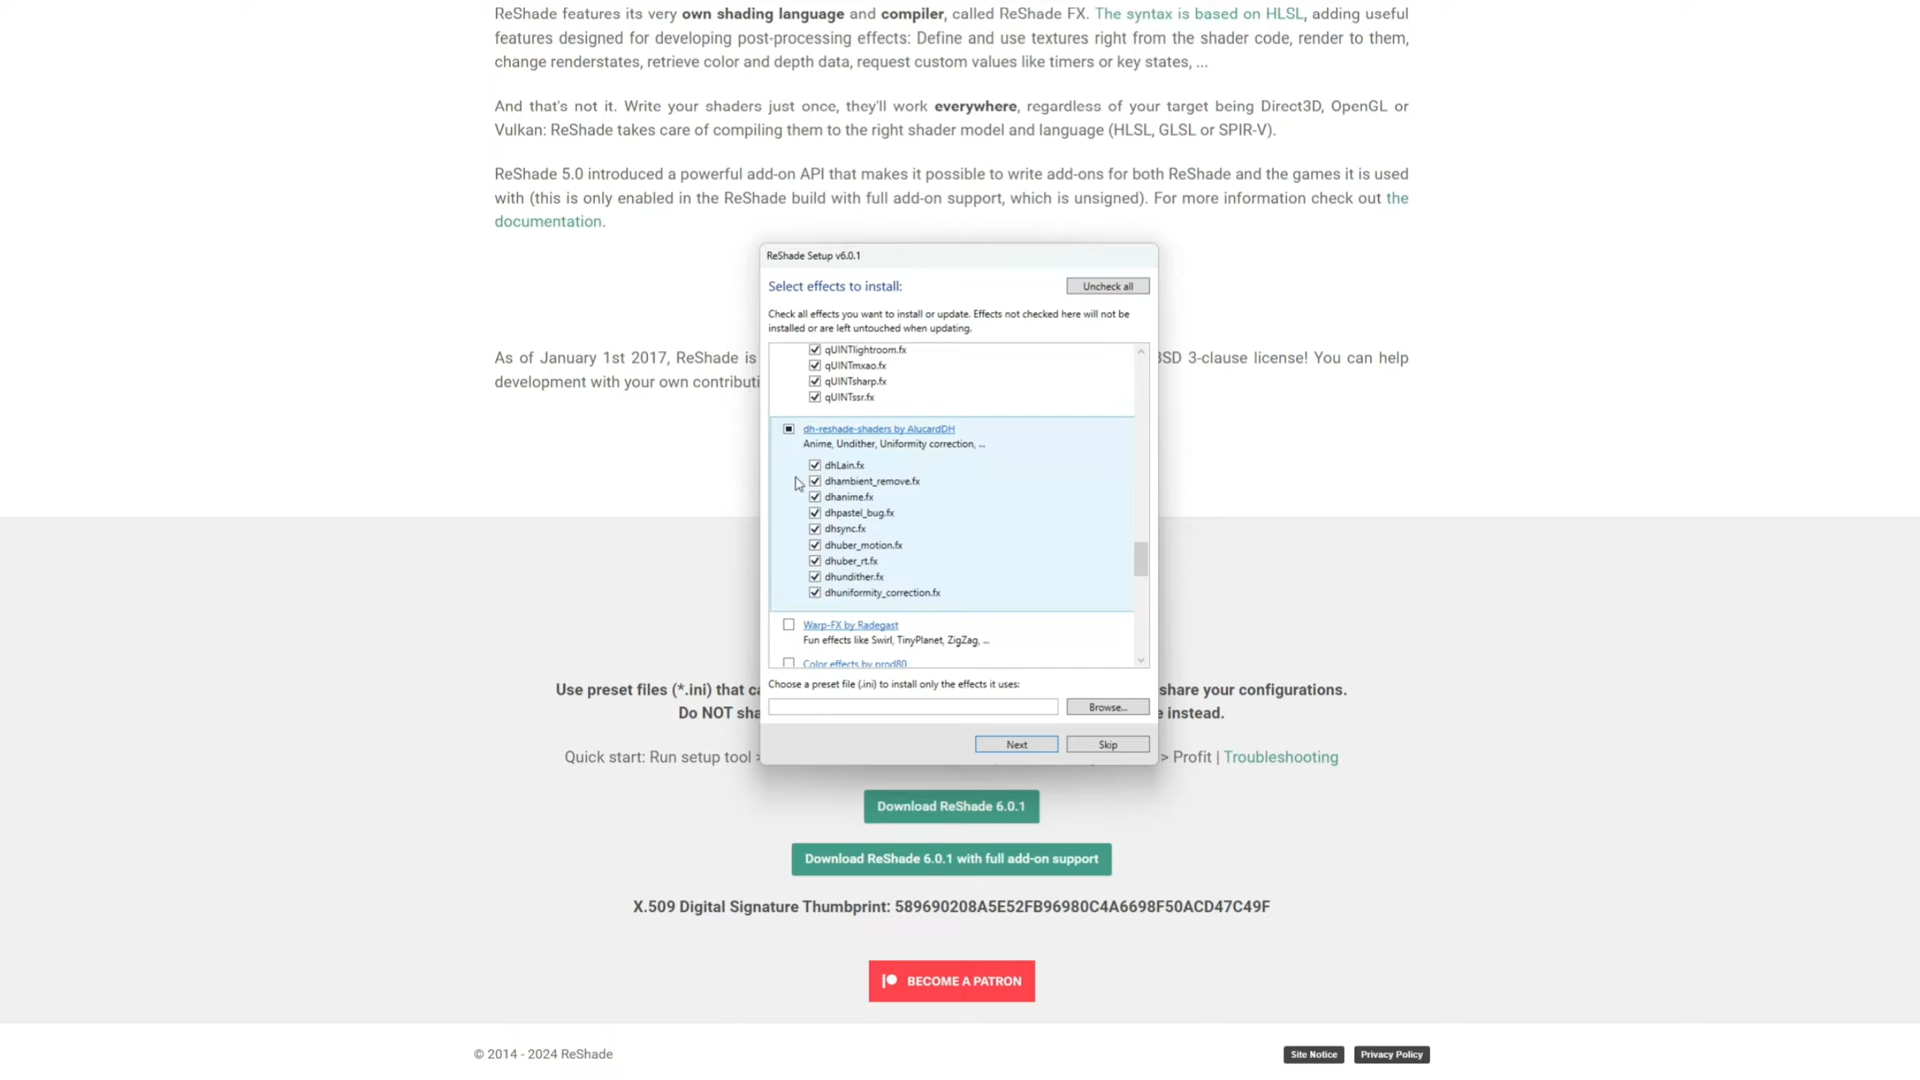 ReShade features its very own shading language and compiler, called ReShade FX. The syntax is based on HLSL, adding useful
features designed for developing post-processing effects: Define and use textures right from the shader code, render to them,
change renderstates, retrieve color and depth data, request custom values like timers or key states, ...
And that's not it. Write your shaders just once, they'll work everywhere, regardless of your target being Direct3D, OpenGL or
Vulkan: ReShade takes care of compiling them to the right shader model and language (HLSL, GLSL or SPIR-V).
ReShade 5.0 introduced a powerful add-on API that makes it possible to write add-ons for both ReShade and the games it is used
with (this is only enabled in the ReShade build with full add-on support, which is unsigned). For more information check out the
documentation.
ReShade Setup v6.0.1
Select effects to install:
Uncheck all
Check all effects you want to install or update. Effects not checked here will not be
installed or are left untouched when updating.
qUINTlightroom.fx
qUINTmxao.fx
qUINTsharp.fx
qUINTssr.fx
dh-reshade-shaders by AlucardDH
Anime, Undither, Uniformity correction, ...
dhLain.fx
dhambient_remove.fx
dhanime.fx
dhpastel_bug.fx
dhsync.fx
dhuber_motion.fx
dhuber_rt.fx
dhundither.fx
dhuniformity_correction.fx
Warp-FX by Radegast
Fun effects like Swirl, TinyPlanet, ZigZag, ...
Color effects by prod80
Choose a preset file (.ini) to install only the effects it uses:
Browse...
Next
Skip
As of January 1st 2017, ReShade is BSD 3-clause license! You can help
development with your own contributi
Use preset files (*.ini) that ca share your configurations.
Do NOT sha e instead.
Quick start: Run setup tool > > Profit | Troubleshooting
Download ReShade 6.0.1
Download ReShade 6.0.1 with full add-on support
X.509 Digital Signature Thumbprint: 589690208A5E52FB96980C4A6698F50ACD47C49F
BECOME A PATRON
© 2014 - 2024 ReShade
Site Notice
Privacy Policy